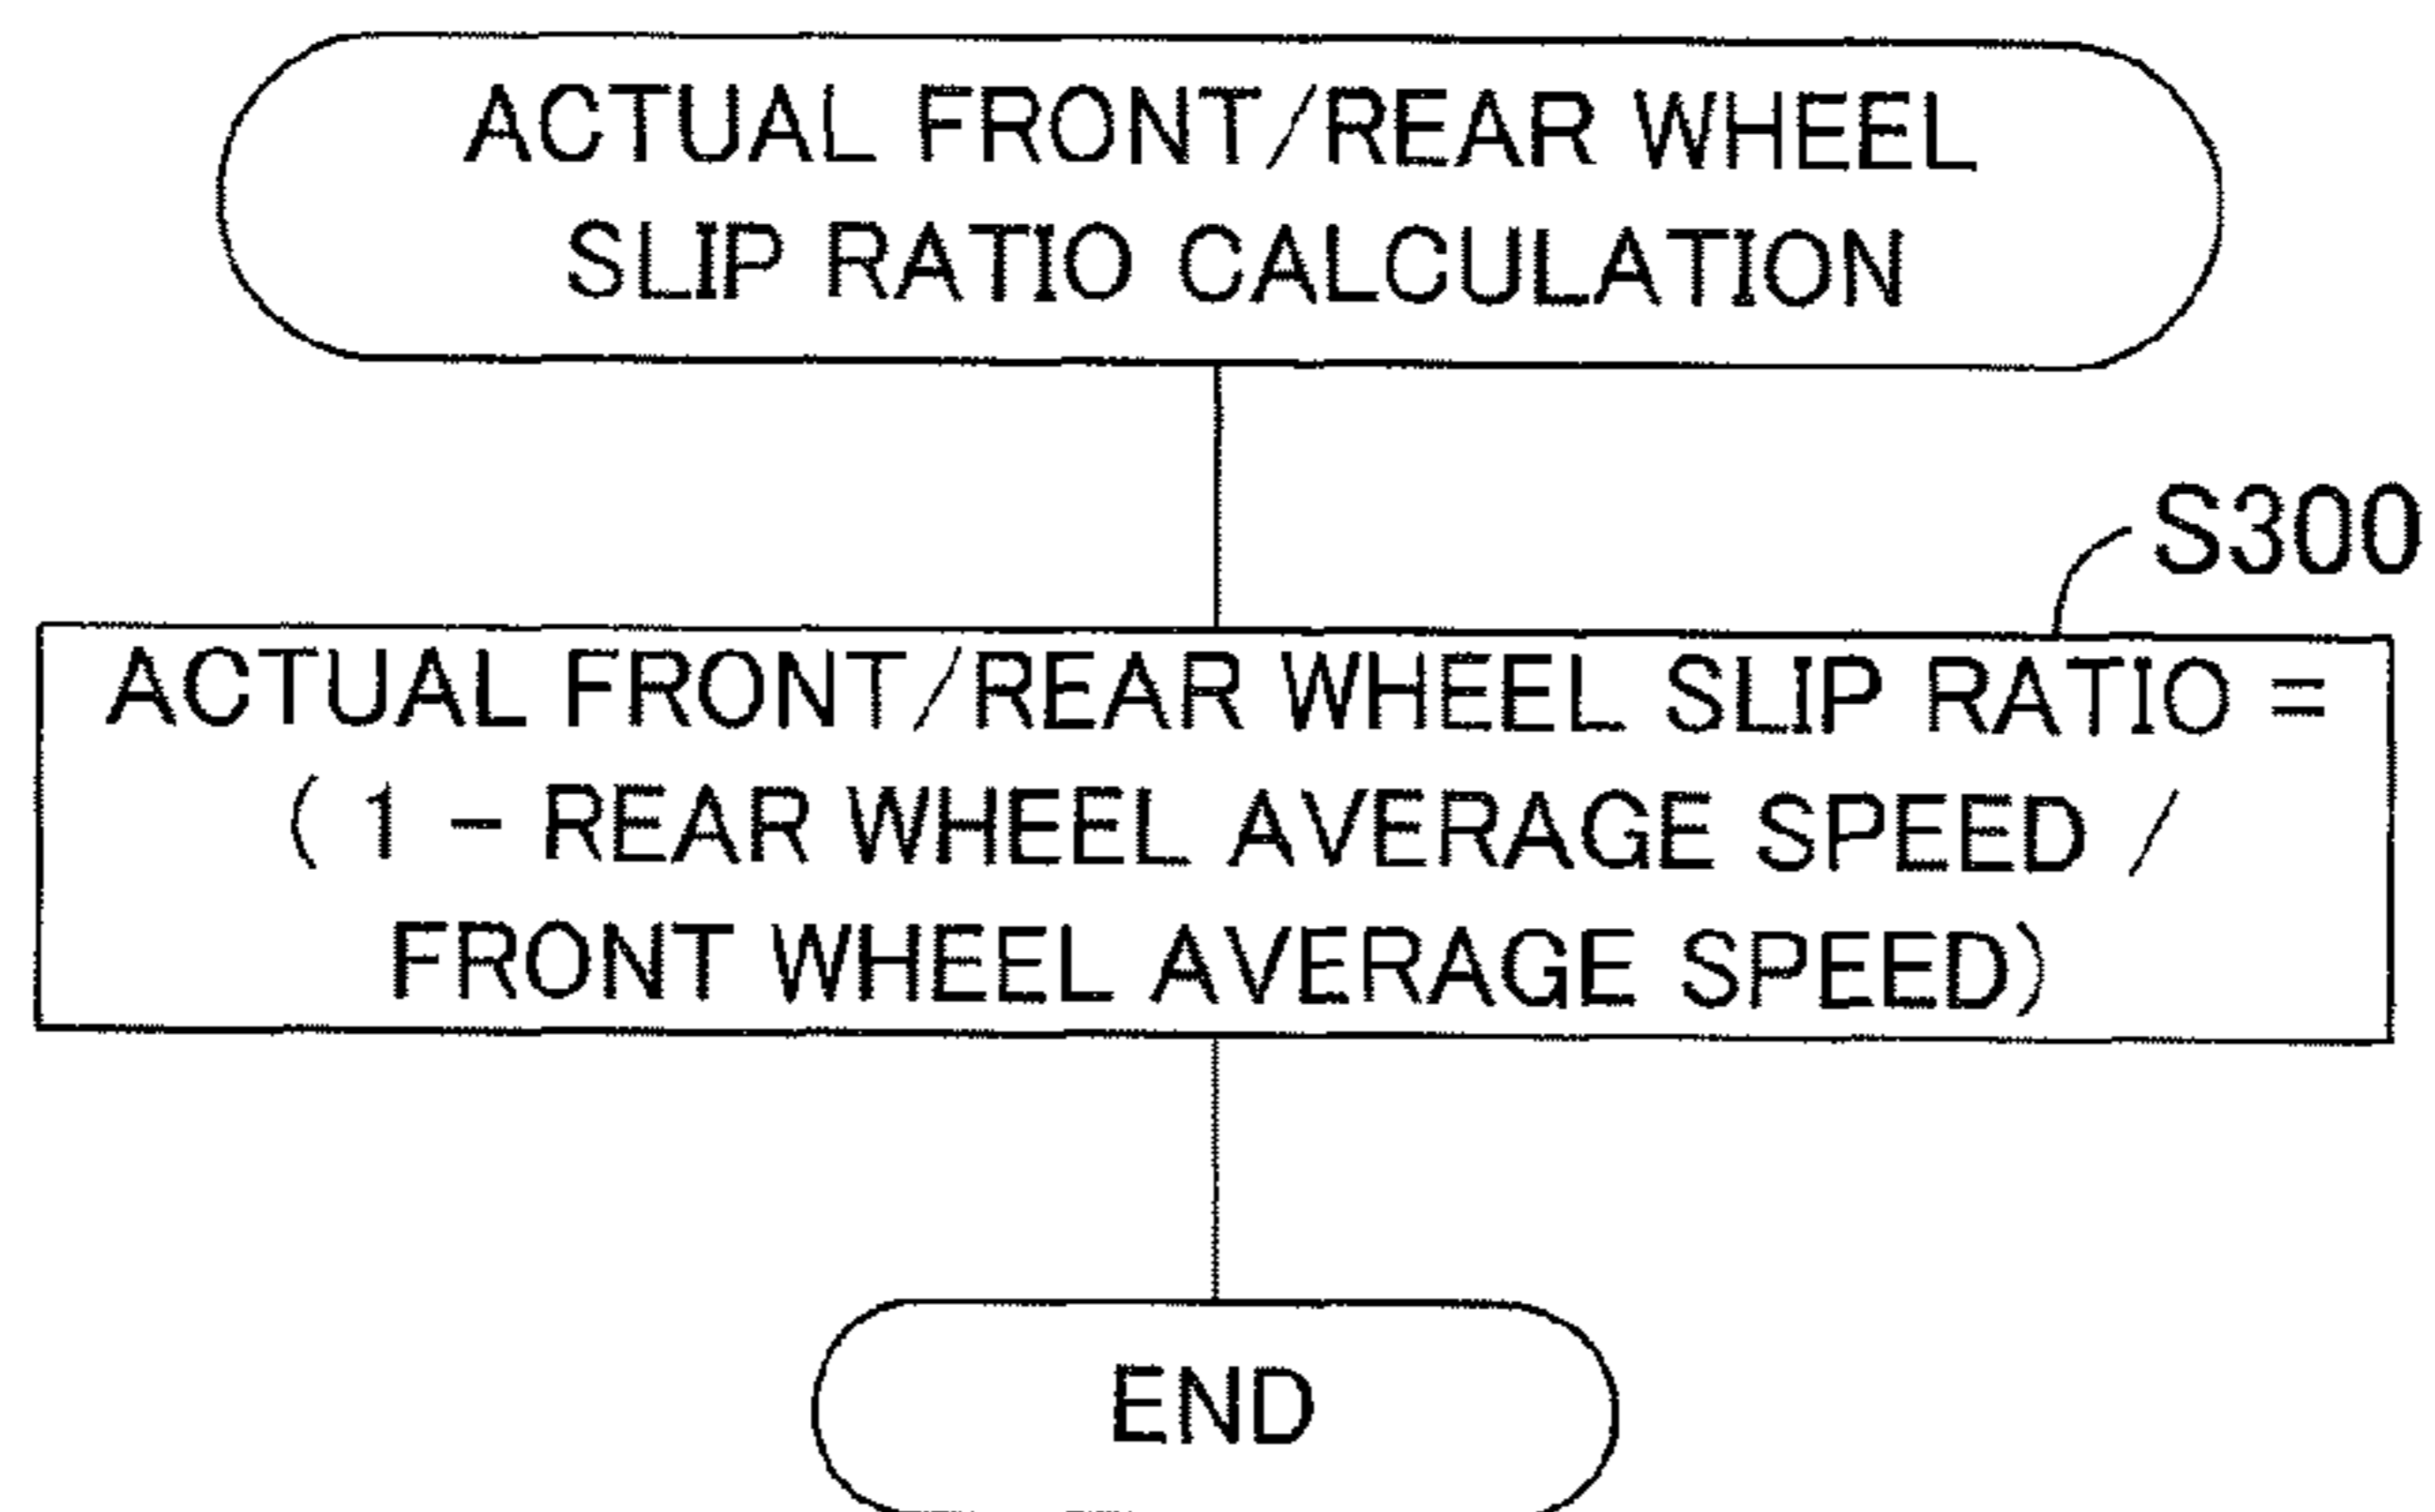 ACTUAL FRONT/REAR WHEEL
SLIP RATIO CALCULATION
S300
ACTUAL FRONT/REAR WHEEL SLIP RATIO =
( 1 - REAR WHEEL AVERAGE SPEED /
FRONT WHEEL AVERAGE SPEED)
END